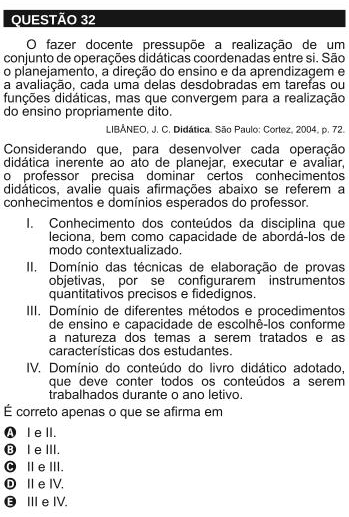 QUESTÃO 32
O fazer docente pressupõe a realização de um
conjunto de operações didáticas coordenadas entre si. São
o planejamento, a direção do ensino e da aprendizagem e
a avaliação, cada uma delas desdobradas em tarefas ou
funções didáticas, mas que convergem para a realização
do ensino propriamente dito.
LIBÂNEO, J. C. Didática. São Paulo: Cortez, 2004, p. 72.
Considerando que, para desenvolver cada operação
didática inerente ao ato de planejar, executar e avaliar,
o professor precisa dominar certos conhecimentos
didáticos, avalie quais afirmações abaixo se referem a
conhecimentos e domínios esperados do professor.
I. Conhecimento dos conteúdos da disciplina que
leciona, bem como capacidade de abordá-los de
modo contextualizado.
II. Domínio das técnicas de elaboração de provas
objetivas, por se configurarem instrumentos
quantitativos precisos e fidedignos.
III. Domínio de diferentes métodos e procedimentos
de ensino e capacidade de escolhê-los conforme
a natureza dos temas a serem tratados e as
características dos estudantes.
IV. Domínio do conteúdo do livro didático adotado,
que deve conter todos os conteúdos a serem
trabalhados durante o ano letivo.
É correto apenas o que se afirma em
A I e II.
B I e III.
C II e III.
D II e IV.
E III e IV.